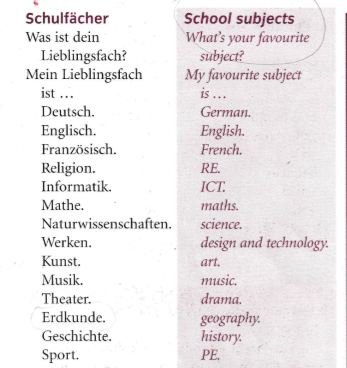 Schulfächer
Was ist dein
Lieblingsfach?
Mein Lieblingsfach
ist …
Deutsch.
Englisch.
Französisch.
Religion.
Informatik.
Mathe.
Naturwissenschaften.
Werken.
Kunst.
Musik.
Theater.
Erdkunde.
Geschichte.
Sport.
School subjects
What's your favourite
subject?
My favourite subject
is …
German.
English.
French.
RE.
ICT.
maths.
science.
design and technology.
art.
music.
drama.
geography.
history.
PE.